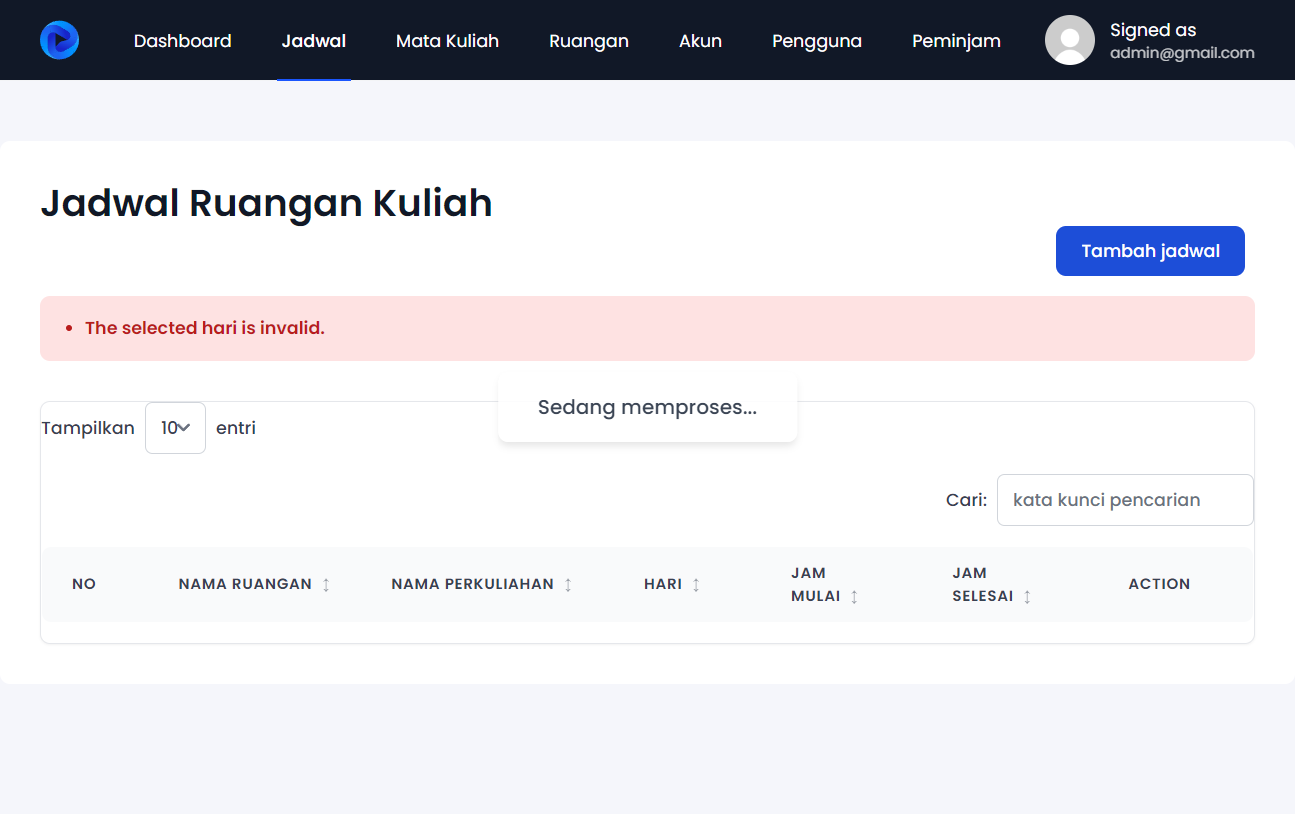 Dashboard Jadwal Mata Kuliah Ruangan Akun Pengguna Peminjam Signed as
admin@gmail.com
Jadwal Ruangan Kuliah
Tambah jadwal
The selected hari is invalid.
Sedang memproses...
Tampilkan 10 entri
Cari: kata kunci pencarian
NO NAMA RUANGAN NAMA PERKULIAHAN HARI JAM MULAI JAM SELESAI ACTION